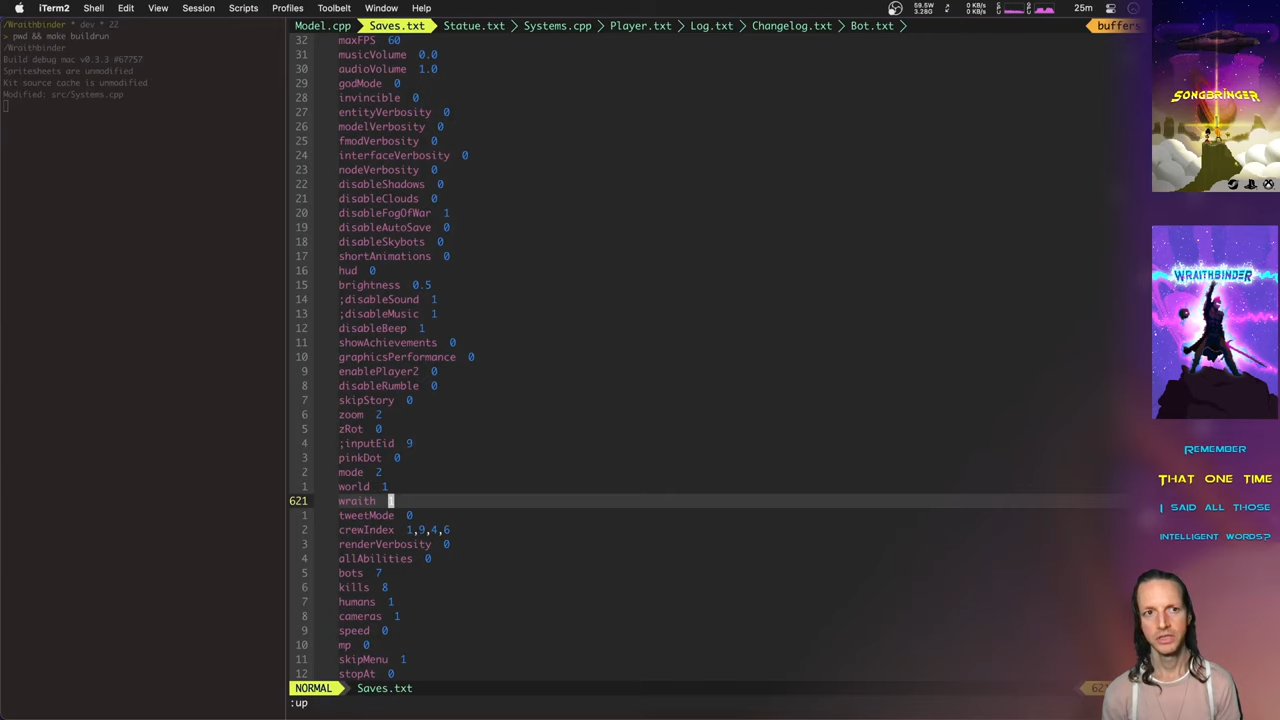 iTerm2 Shell Edit View Session Scripts Profiles Toolbelt Window Help 59.5W 3.280 0 KB/s 0 KB/s 25m
/Wraithbinder * dev * 22
> pwd && make buildrun
/Wraithbinder
Build debug mac v0.3.3 #67757
Spritesheets are unmodified
Kit source cache is unmodified
Modified: src/Systems.cpp
Model.cpp Saves.txt Statue.txt Systems.cpp Player.txt Log.txt Changelog.txt Bot.txt buffers
32 maxFPS 60
31 musicVolume 0.0
30 audioVolume 1.0
29 godMode 0
28 invincible 0
27 entityVerbosity 0
26 modelVerbosity 0
25 fmodVerbosity 0
24 interfaceVerbosity 0
23 nodeVerbosity 0
22 disableShadows 0
21 disableClouds 0
20 disableFogOfWar 1
19 disableAutoSave 0
18 disableSkybots 0
17 shortAnimations 0
16 hud 0
15 brightness 0.5
14 ;disableSound 1
13 ;disableMusic 1
12 disableBeep 1
11 showAchievements 0
10 graphicsPerformance 0
9 enablePlayer2 0
8 disableRumble 0
7 skipStory 0
6 zoom 2
5 zRot 0
4 ;inputEid 9
3 pinkDot 0
2 mode 2
1 world 1
621 wraith 1
1 tweetMode 0
2 crewIndex 1,9,4,6
3 renderVerbosity 0
4 allAbilities 0
5 bots 7
6 kills 8
7 humans 1
8 cameras 1
9 speed 0
10 mp 0
11 skipMenu 1
12 stopAt 0
NORMAL Saves.txt
:up
SONGBRINGER
WRAITHBINDER
REMEMBER
THAT ONE TIME
I SAID ALL THOSE
INTELLIGENT WORDS?